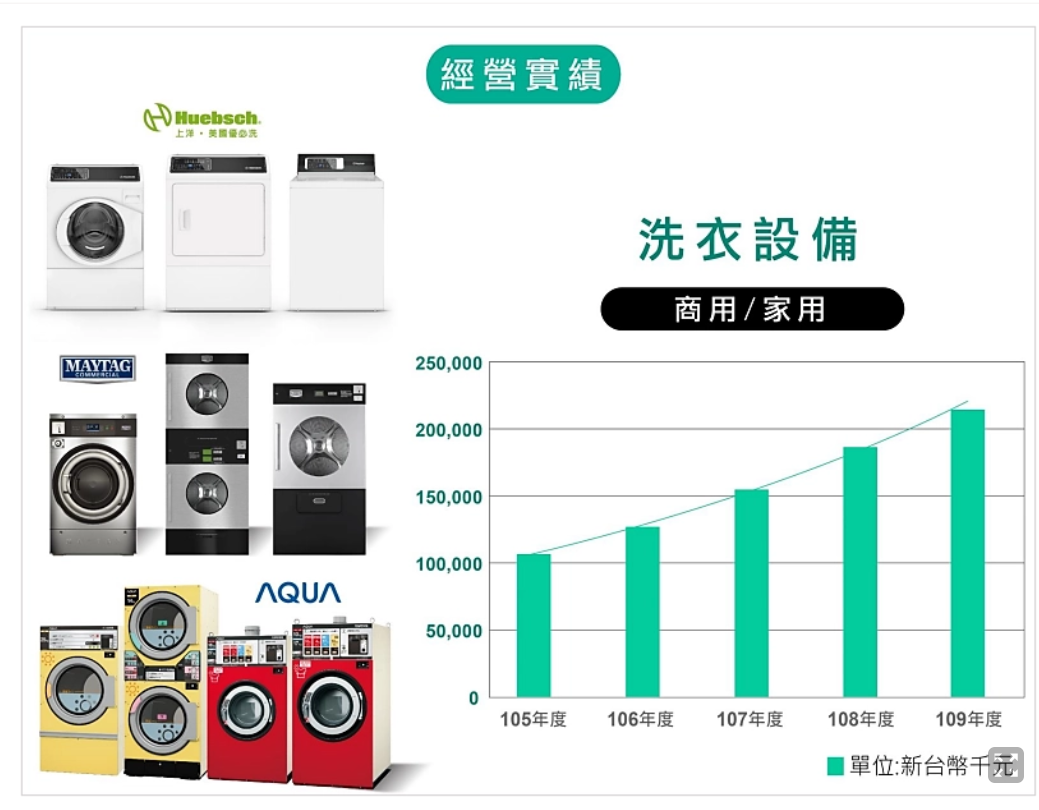 經營實績
Huebsch
上洋・美國優必洗
洗衣設備
商用/家用
MAYTAG
COMMERCIAL
AQUA
250,000
200,000
150,000
100,000
50,000
0
105年度
106年度
107年度
108年度
109年度
單位:新台幣千元